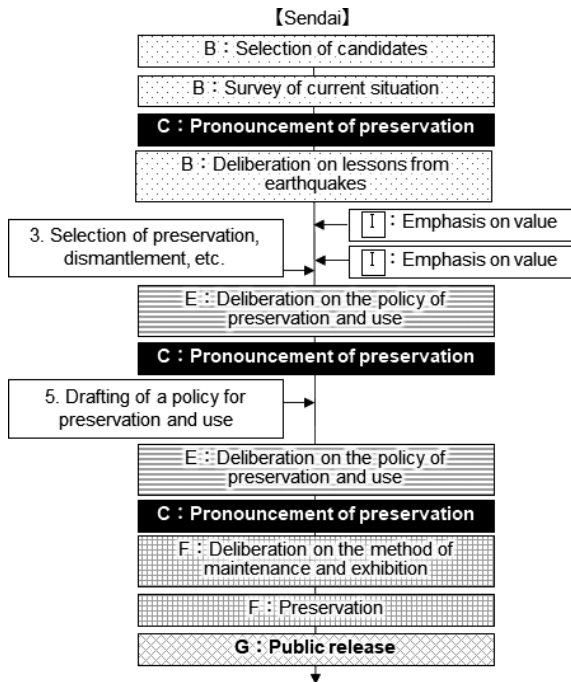 【Sendai】
B：Selection of candidates
B：Survey of current situation
C：Pronouncement of preservation
B：Deliberation on lessons from
earthquakes
I：Emphasis on value
3. Selection of preservation,
dismantlement, etc.
I：Emphasis on value
E：Deliberation on the policy of
preservation and use
C：Pronouncement of preservation
5. Drafting of a policy for
preservation and use
E：Deliberation on the policy of
preservation and use
C：Pronouncement of preservation
F：Deliberation on the method of
maintenance and exhibition
F：Preservation
G：Public release